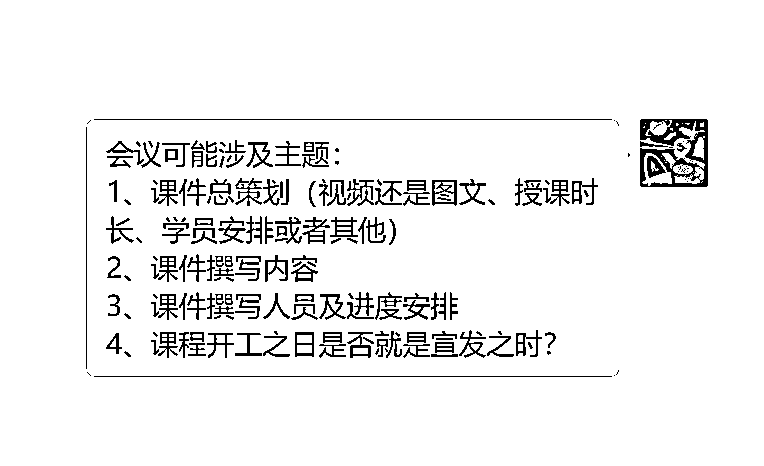 会议可能涉及主题：
1、课件总策划（视频还是图文、授课时
长、学员安排或者其他）
2、课件撰写内容
3、课件撰写人员及进度安排
4、课程开工之日是否就是宣发之时？